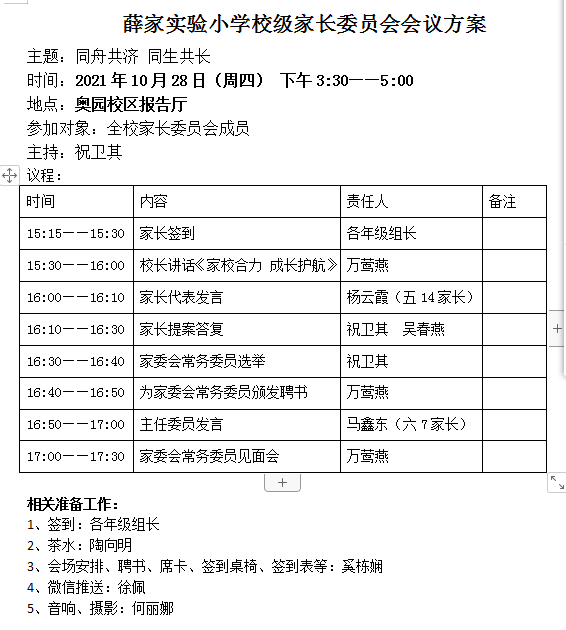 薛家实验小学校级家长委员会会议方案
主题：同舟共济 同生共长
时间：2021年10月28日（周四） 下午3:30——5:00
地点：奥园校区报告厅
参加对象：全校家长委员会成员
主持：祝卫其
议程：
时间 内容 责任人 备注
15:15——15:30 家长签到 各年级组长
15:30——16:00 校长讲话《家校合力 成长护航》 万莺燕
16:00——16:10 家长代表发言 杨云霞（五14家长）
16:10——16:30 家长提案答复 祝卫其 吴春燕
16:30——16:40 家委会常务委员选举 祝卫其
16:40——16:50 为家委会常务委员颁发聘书 万莺燕
16:50——17:00 主任委员发言 马鑫东（六7家长）
17:00——17:30 家委会常务委员见面会 万莺燕
相关准备工作：
1、签到：各年级组长
2、茶水：陶向明
3、会场安排、聘书、席卡、签到桌椅、签到表等：奚栋娴
4、微信推送：徐佩
5、音响、摄影：何丽娜